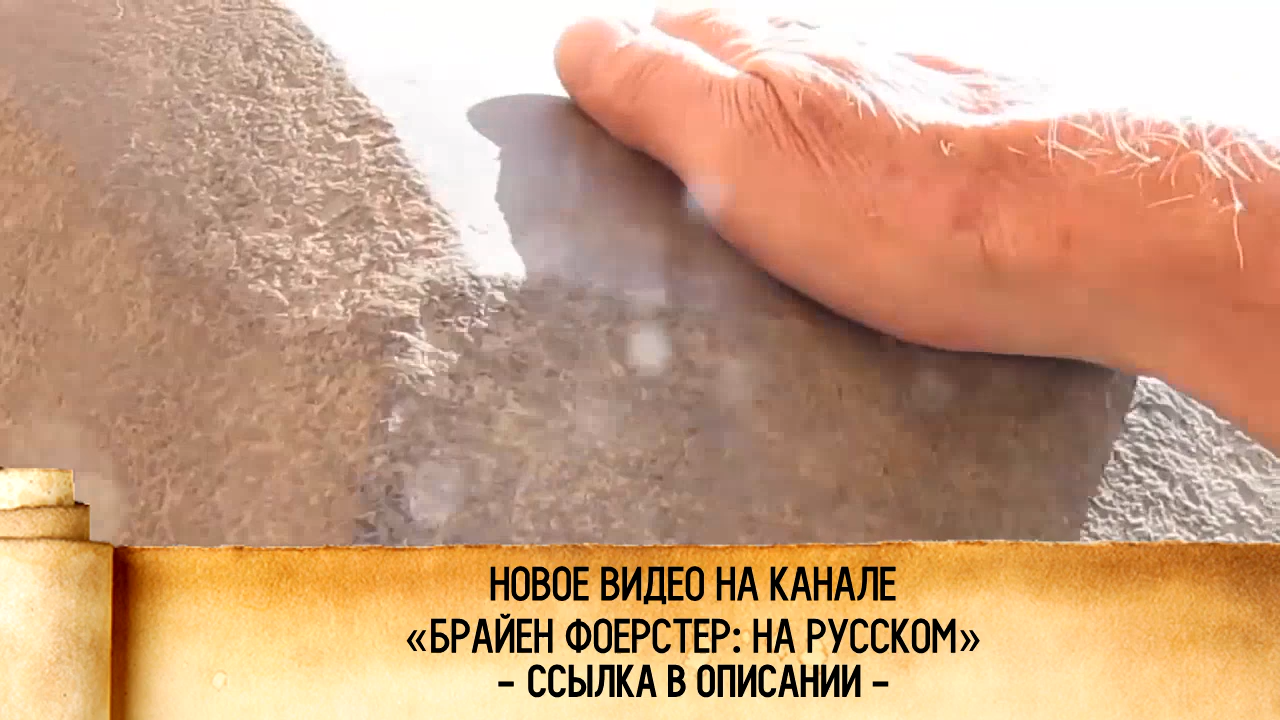 НОВОЕ ВИДЕО НА КАНАЛЕ
«БРАЙЕН ФОЕРСТЕР: НА РУССКОМ»
- ССЫЛКА В ОПИСАНИИ -